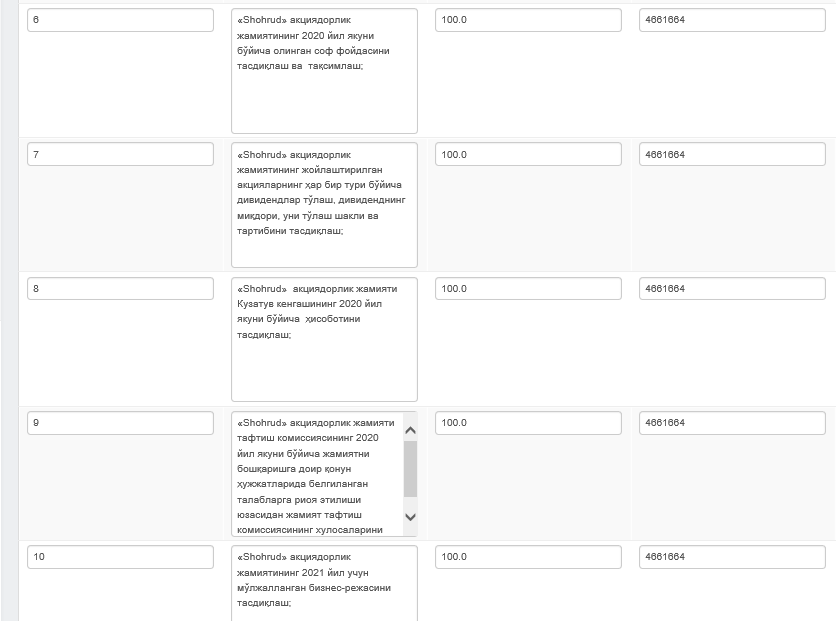 6
«Shohrud» акциядорлик
жамиятининг 2020 йил якуни
бўйича олинган соф фойдасини
тасдиқлаш ва  тақсимлаш;
100.0
4661664
7
«Shohrud» акциядорлик
жамиятининг жойлаштирилган
акцияларнинг ҳар бир тури бўйича
дивидендлар тўлаш, дивиденднинг
миқдори, уни тўлаш шакли ва
тартибини тасдиқлаш;
100.0
4661664
8
«Shohrud»  акциядорлик жамияти
Кузатув кенгашининг 2020 йил
якуни бўйича  ҳисоботини
тасдиқлаш;
100.0
4661664
9
«Shohrud» акциядорлик жамияти
тафтиш комиссиясининг 2020
йил якуни бўйича жамиятни
бошқаришга доир қонун
ҳужжатларида белгиланган
талабларга риоя этилиши
юзасидан жамият тафтиш
комиссиясининг хулосаларини
100.0
4661664
10
«Shohrud» акциядорлик
жамиятининг 2021 йил учун
мўлжалланган бизнес-режасини
тасдиқлаш;
100.0
4661664